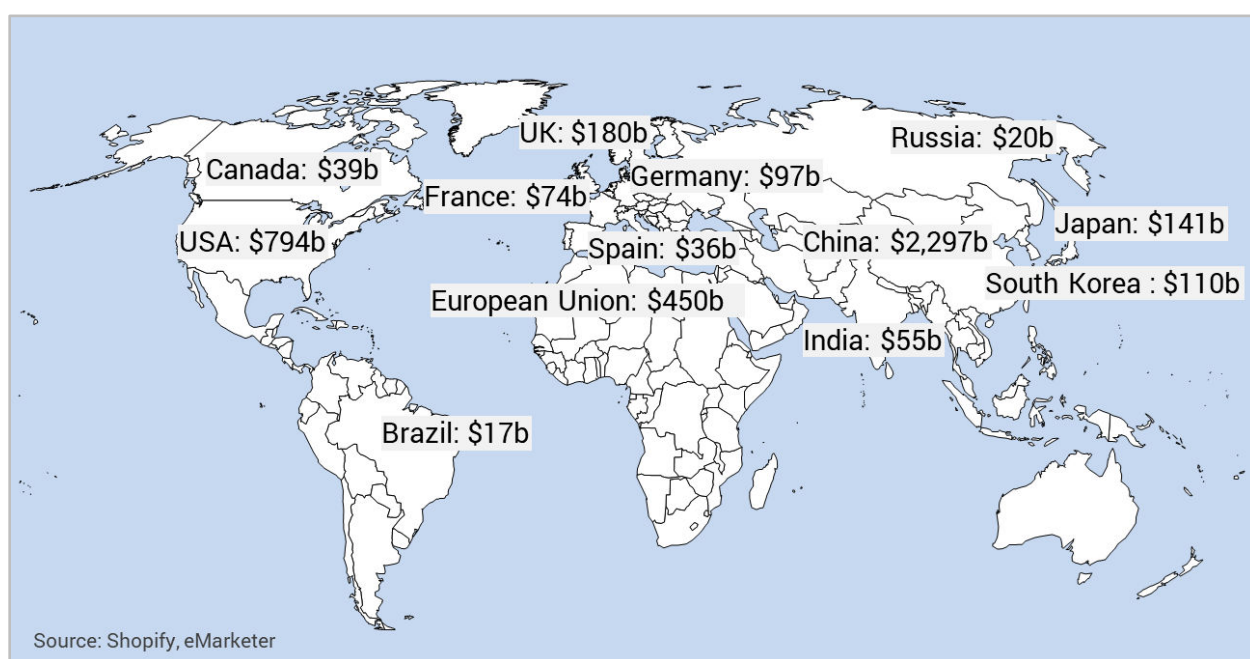 UK: $180b
Russia: $20b
Canada: $39b
Germany: $97b
France: $74b
Japan: $141b
USA: $794b
Spain: $36b
China: $2,297b
South Korea : $110b
European Union: $450b
India: $55b
Brazil: $17b
Source: Shopify, eMarketer